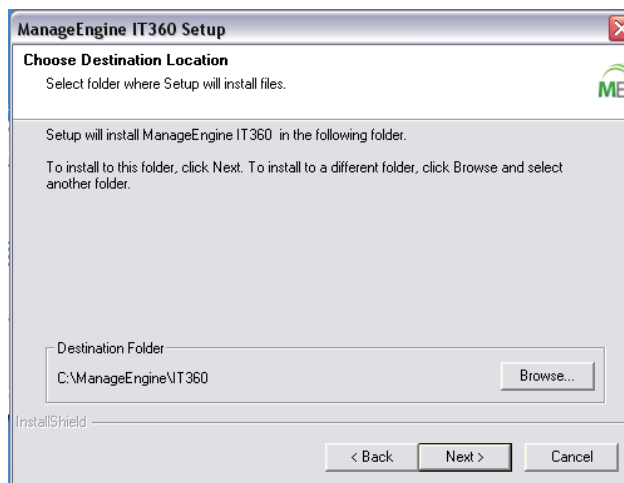 ManageEngine IT360 Setup
Choose Destination Location
Select folder where Setup will install files.
ME
Setup will install ManageEngine IT360 in the following folder.
To install to this folder, click Next. To install to a different folder, click Browse and select
another folder.
Destination Folder
C:\ManageEngine\IT360
Browse...
InstallShield
< Back
Next >
Cancel